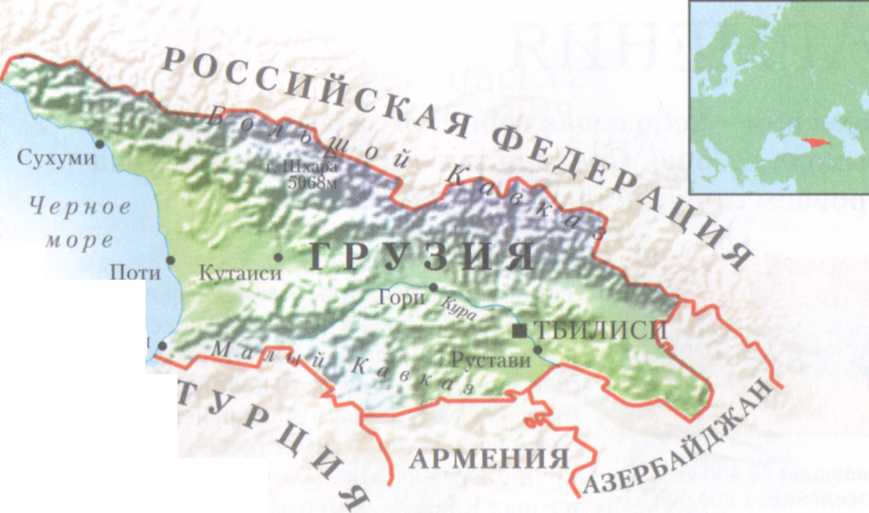 РОССИЙСКАЯ ФЕДЕРАЦИЯ
Большой Кавказ
Сухуми
г. Шхара
5068м
Черное
море
ГРУЗИЯ
Поти
Кутаиси
Гори
Кура
ТБИЛИСИ
Рустави
Малый Кавказ
ТУРЦИЯ
АРМЕНИЯ
АЗЕРБАЙДЖАН